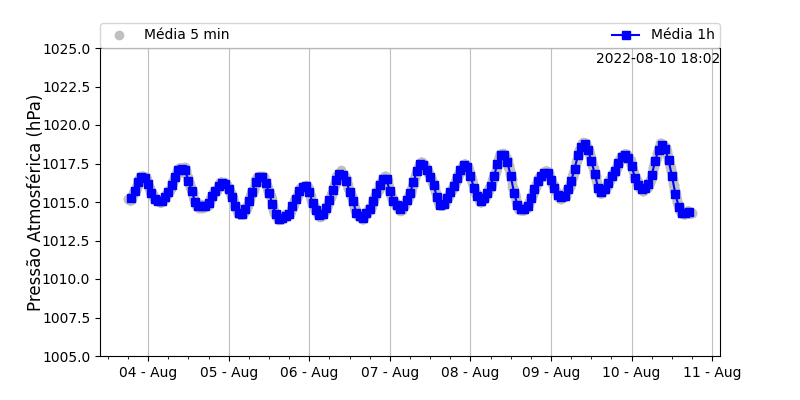 Média 5 min
Média 1h
2022-08-10 18:02
Pressão Atmosférica (hPa)
1025.0
1022.5
1020.0
1017.5
1015.0
1012.5
1010.0
1007.5
1005.0
04 - Aug
05 - Aug
06 - Aug
07 - Aug
08 - Aug
09 - Aug
10 - Aug
11 - Aug